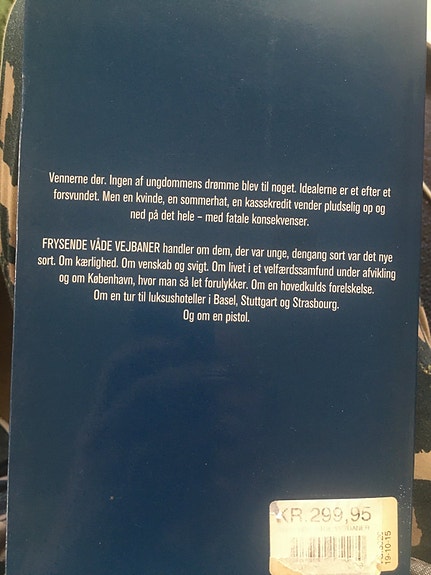 Vennerne dør. Ingen af ungdommens drømme blev til noget. Idealerne er et efter et
forsvundet. Men en kvinde, en sommerhat, en kassekredit vender pludselig op og
ned på det hele – med fatale konsekvenser.
FRYSENDE VÅDE VEJBANER handler om dem, der var unge, dengang sort var det nye
sort. Om kærlighed. Om venskab og svigt. Om livet i et velfærdssamfund under afvikling
og om København, hvor man så let forulykker. Om en hovedkulds forelskelse.
Om en tur til luksushoteller i Basel, Stuttgart og Strasbourg.
Og om en pistol.
KR. 299,95
19-10-15